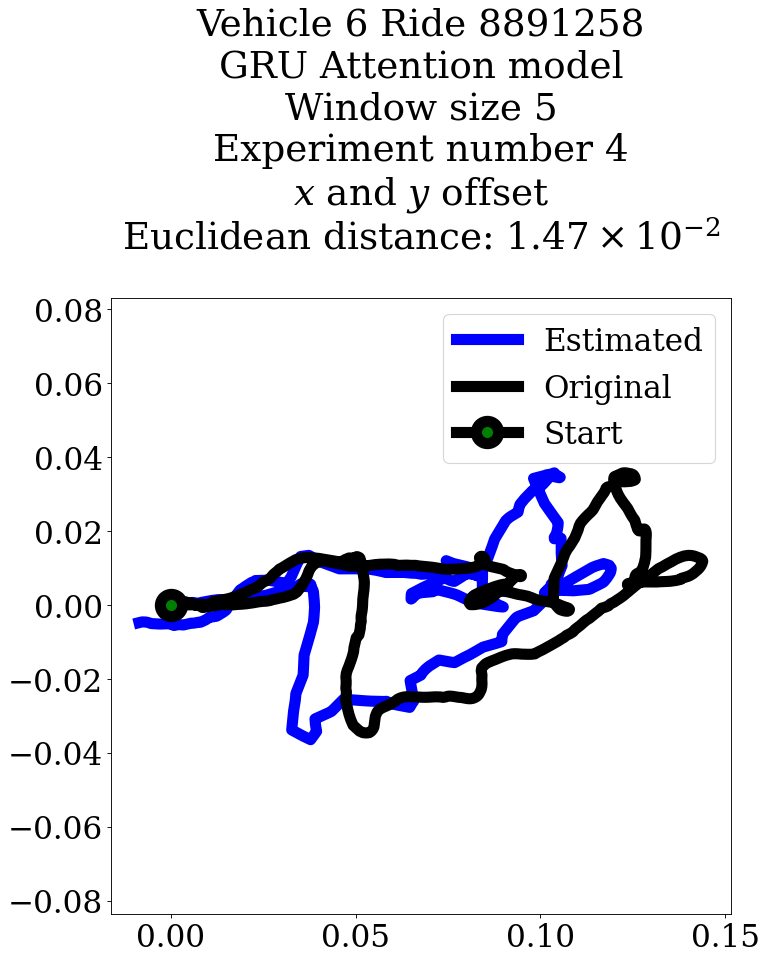 Vehicle 6 Ride 8891258
GRU Attention model
Window size 5
Experiment number 4
x and y offset
Euclidean distance: 1.47 × 10⁻²
Estimated
Original
Start
0.08
0.06
0.04
0.02
0.00
−0.02
−0.04
−0.06
−0.08
0.00 0.05 0.10 0.15